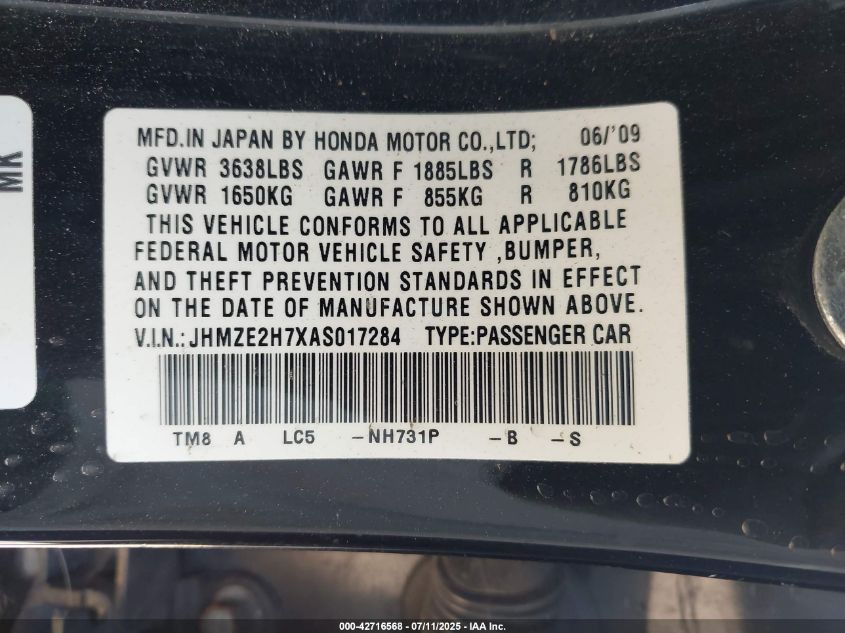 MK
MFD.IN JAPAN BY HONDA MOTOR CO.,LTD; 06/'09
GVWR 3638LBS GAWR F 1885LBS R 1786LBS
GVWR 1650KG GAWR F 855KG R 810KG
THIS VEHICLE CONFORMS TO ALL APPLICABLE
FEDERAL MOTOR VEHICLE SAFETY ,BUMPER,
AND THEFT PREVENTION STANDARDS IN EFFECT
ON THE DATE OF MANUFACTURE SHOWN ABOVE.
V.I.N.: JHMZE2H7XAS017284 TYPE:PASSENGER CAR
TM8 A LC5 -NH731P -B -S
000-42716568 - 07/11/2025 - IAA Inc.